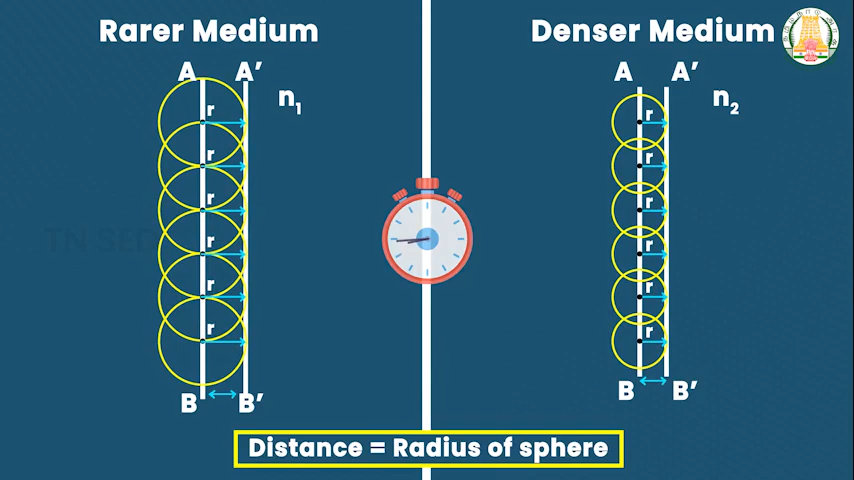 Rarer Medium
A A′
n1
r
r
r
r
r
r
B B′
Denser Medium
A A′
n2
r
r
r
r
r
r
B B′
Distance = Radius of sphere